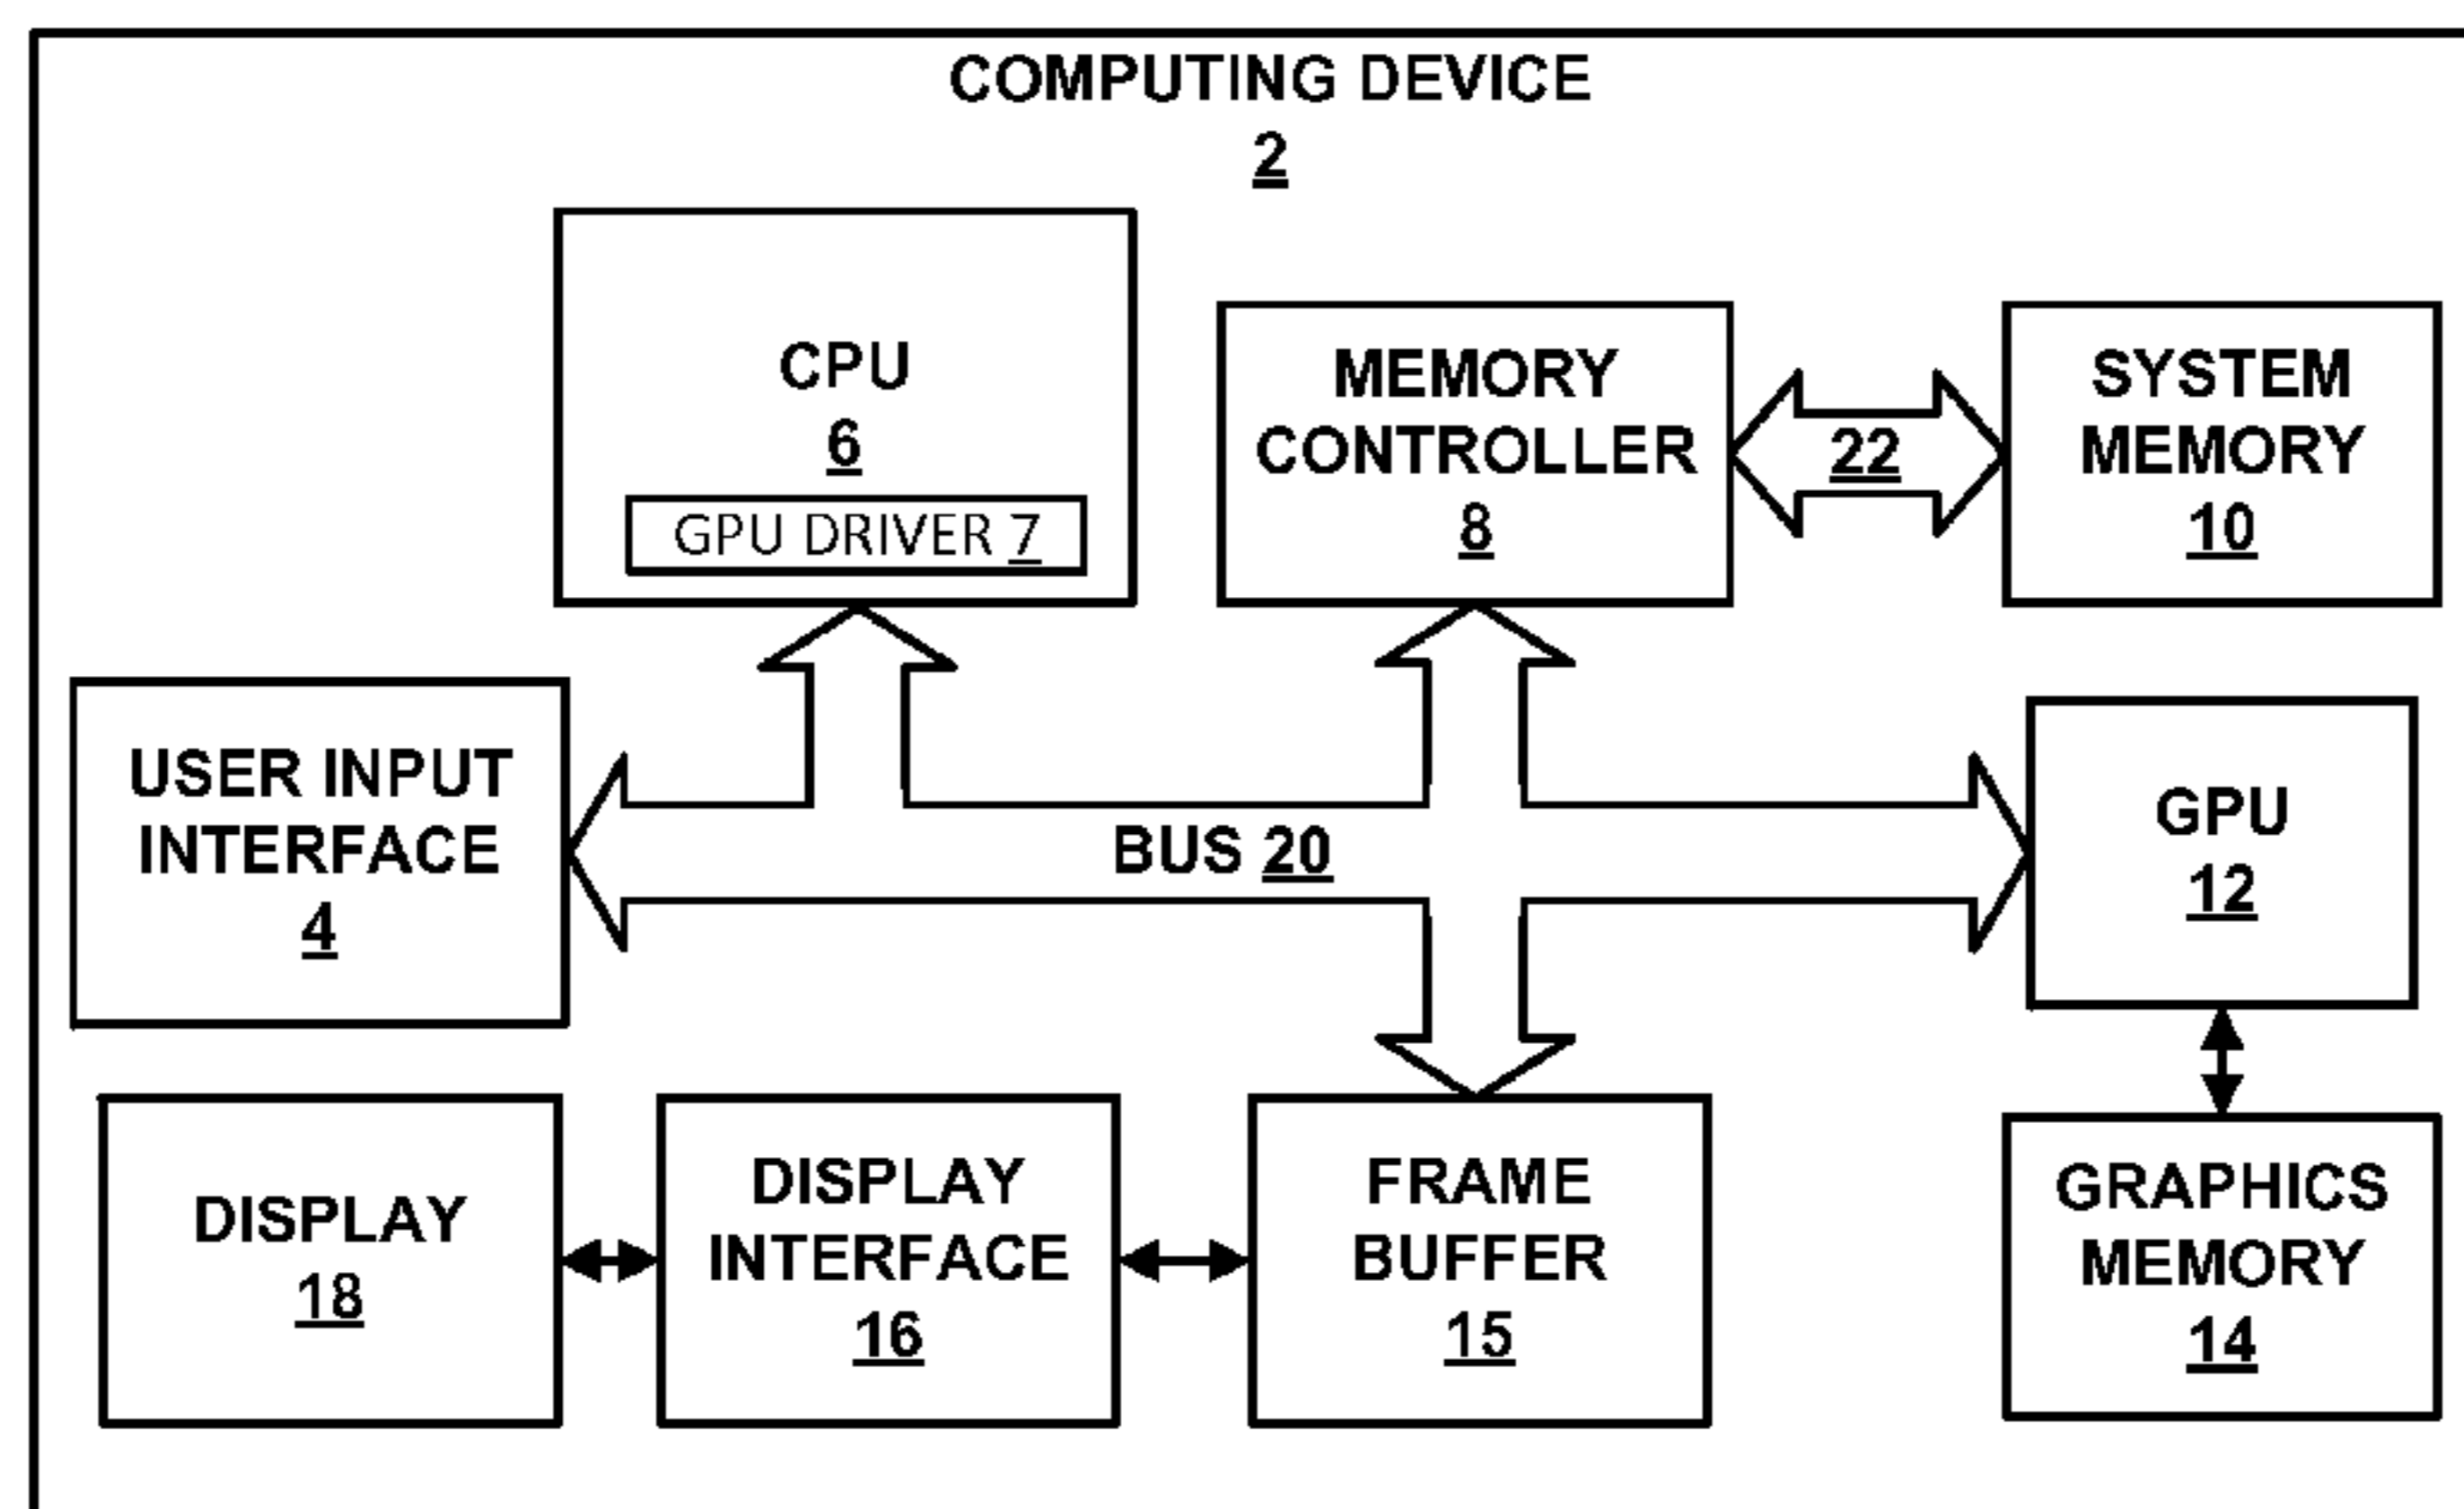 COMPUTING DEVICE
2
CPU
6
GPU DRIVER 7
MEMORY
CONTROLLER
8
22
SYSTEM
MEMORY
10
USER INPUT
INTERFACE
4
BUS 20
GPU
12
DISPLAY
18
DISPLAY
INTERFACE
16
FRAME
BUFFER
15
GRAPHICS
MEMORY
14